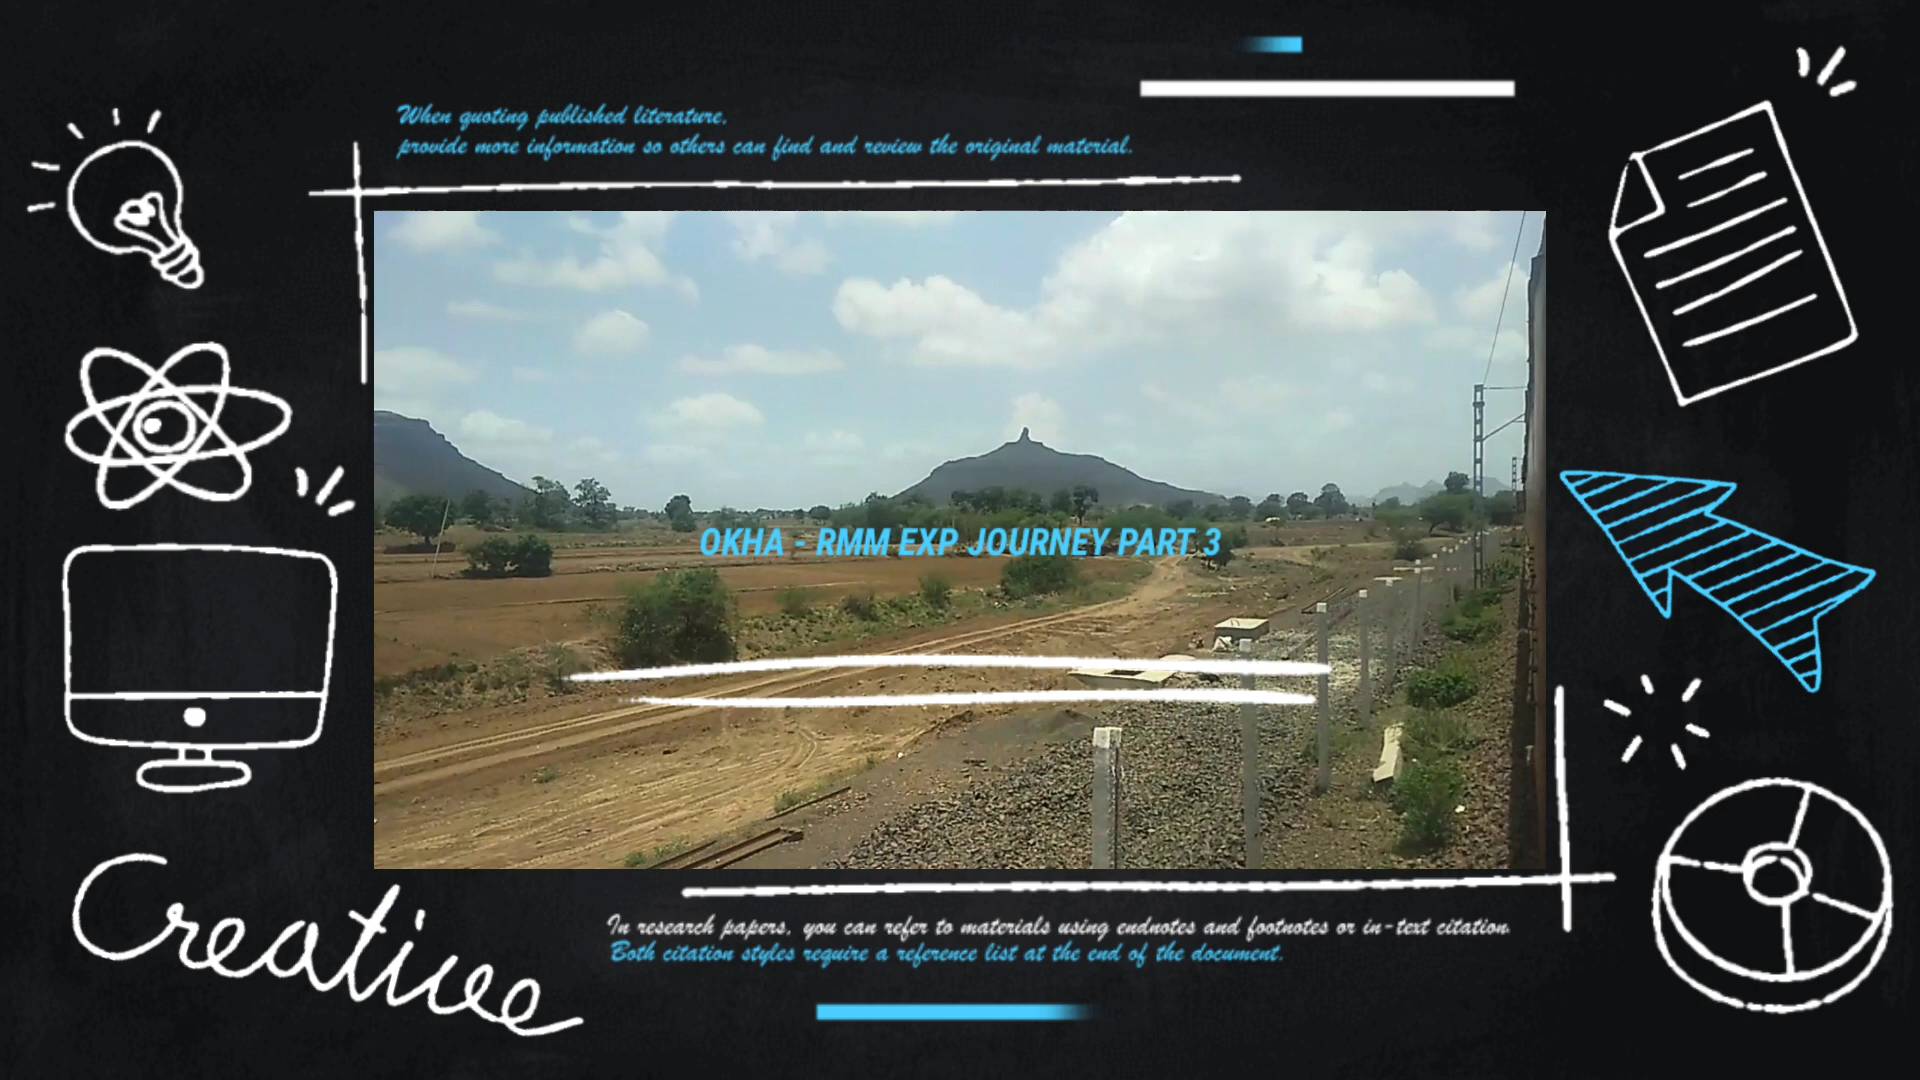 When quoting published literature,
provide more information so others can find and review the original material.
OKHA - RMM EXP JOURNEY PART 3
Creative
In research papers, you can refer to materials using endnotes and footnotes or in-text citation.
Both citation styles require a reference list at the end of the document.